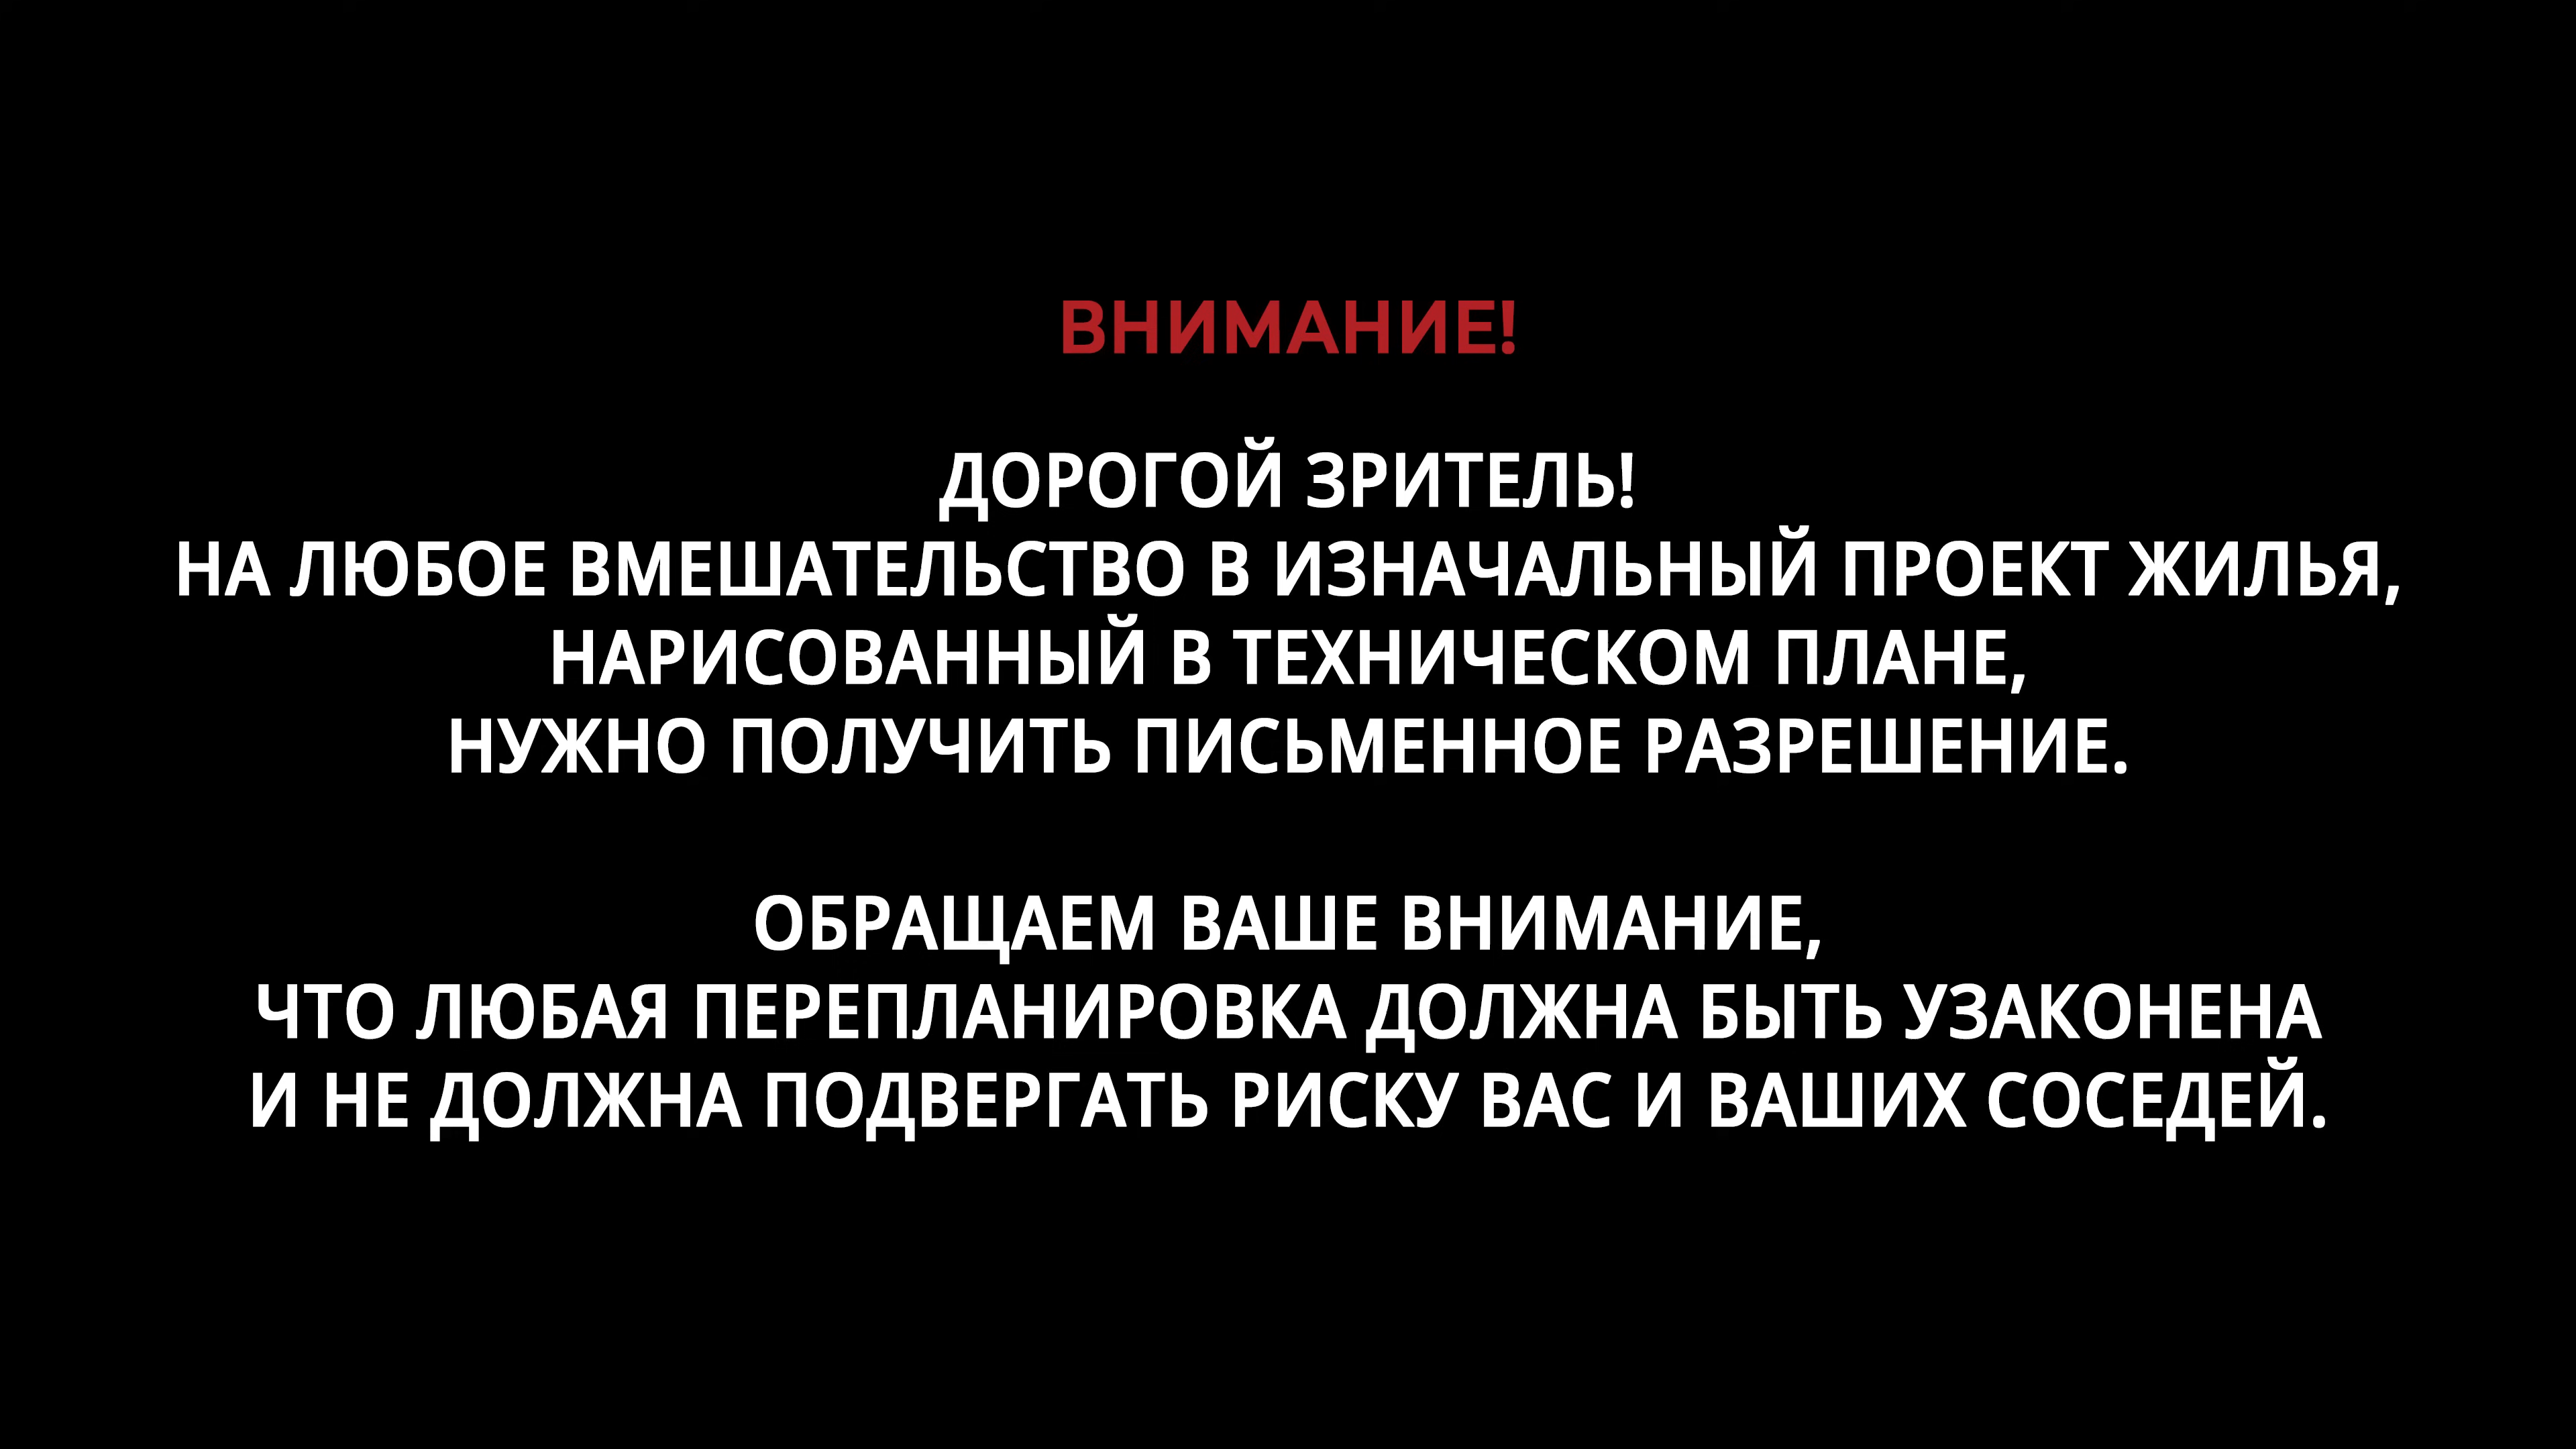 ВНИМАНИЕ!
ДОРОГОЙ ЗРИТЕЛЬ!
НА ЛЮБОЕ ВМЕШАТЕЛЬСТВО В ИЗНАЧАЛЬНЫЙ ПРОЕКТ ЖИЛЬЯ,
НАРИСОВАННЫЙ В ТЕХНИЧЕСКОМ ПЛАНЕ,
НУЖНО ПОЛУЧИТЬ ПИСЬМЕННОЕ РАЗРЕШЕНИЕ.
ОБРАЩАЕМ ВАШЕ ВНИМАНИЕ,
ЧТО ЛЮБАЯ ПЕРЕПЛАНИРОВКА ДОЛЖНА БЫТЬ УЗАКОНЕНА
И НЕ ДОЛЖНА ПОДВЕРГАТЬ РИСКУ ВАС И ВАШИХ СОСЕДЕЙ.